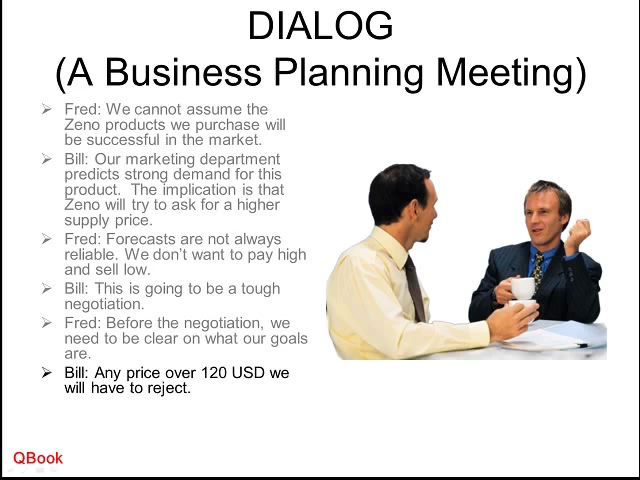 DIALOG
(A Business Planning Meeting)
Fred: We cannot assume the
Zeno products we purchase will
be successful in the market.
Bill: Our marketing department
predicts strong demand for this
product.  The implication is that
Zeno will try to ask for a higher
supply price.
Fred: Forecasts are not always
reliable. We don't want to pay high
and sell low.
Bill: This is going to be a tough
negotiation.
Fred: Before the negotiation, we
need to be clear on what our goals
are.
Bill: Any price over 120 USD we
will have to reject.
QBook